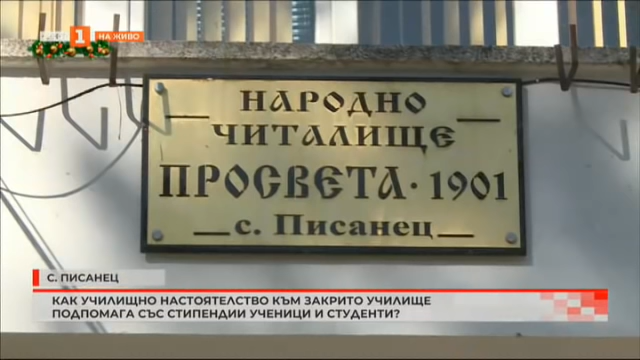 1
НА ЖИВО
НАРОДНО
ЧИТАЛИЩЕ
ПРОСВЕТА · 1901
с. Писанец
С. ПИСАНЕЦ
КАК УЧИЛИЩНО НАСТОЯТЕЛСТВО КЪМ ЗАКРИТО УЧИЛИЩЕ
ПОДПОМАГА СЪС СТИПЕНДИИ УЧЕНИЦИ И СТУДЕНТИ?